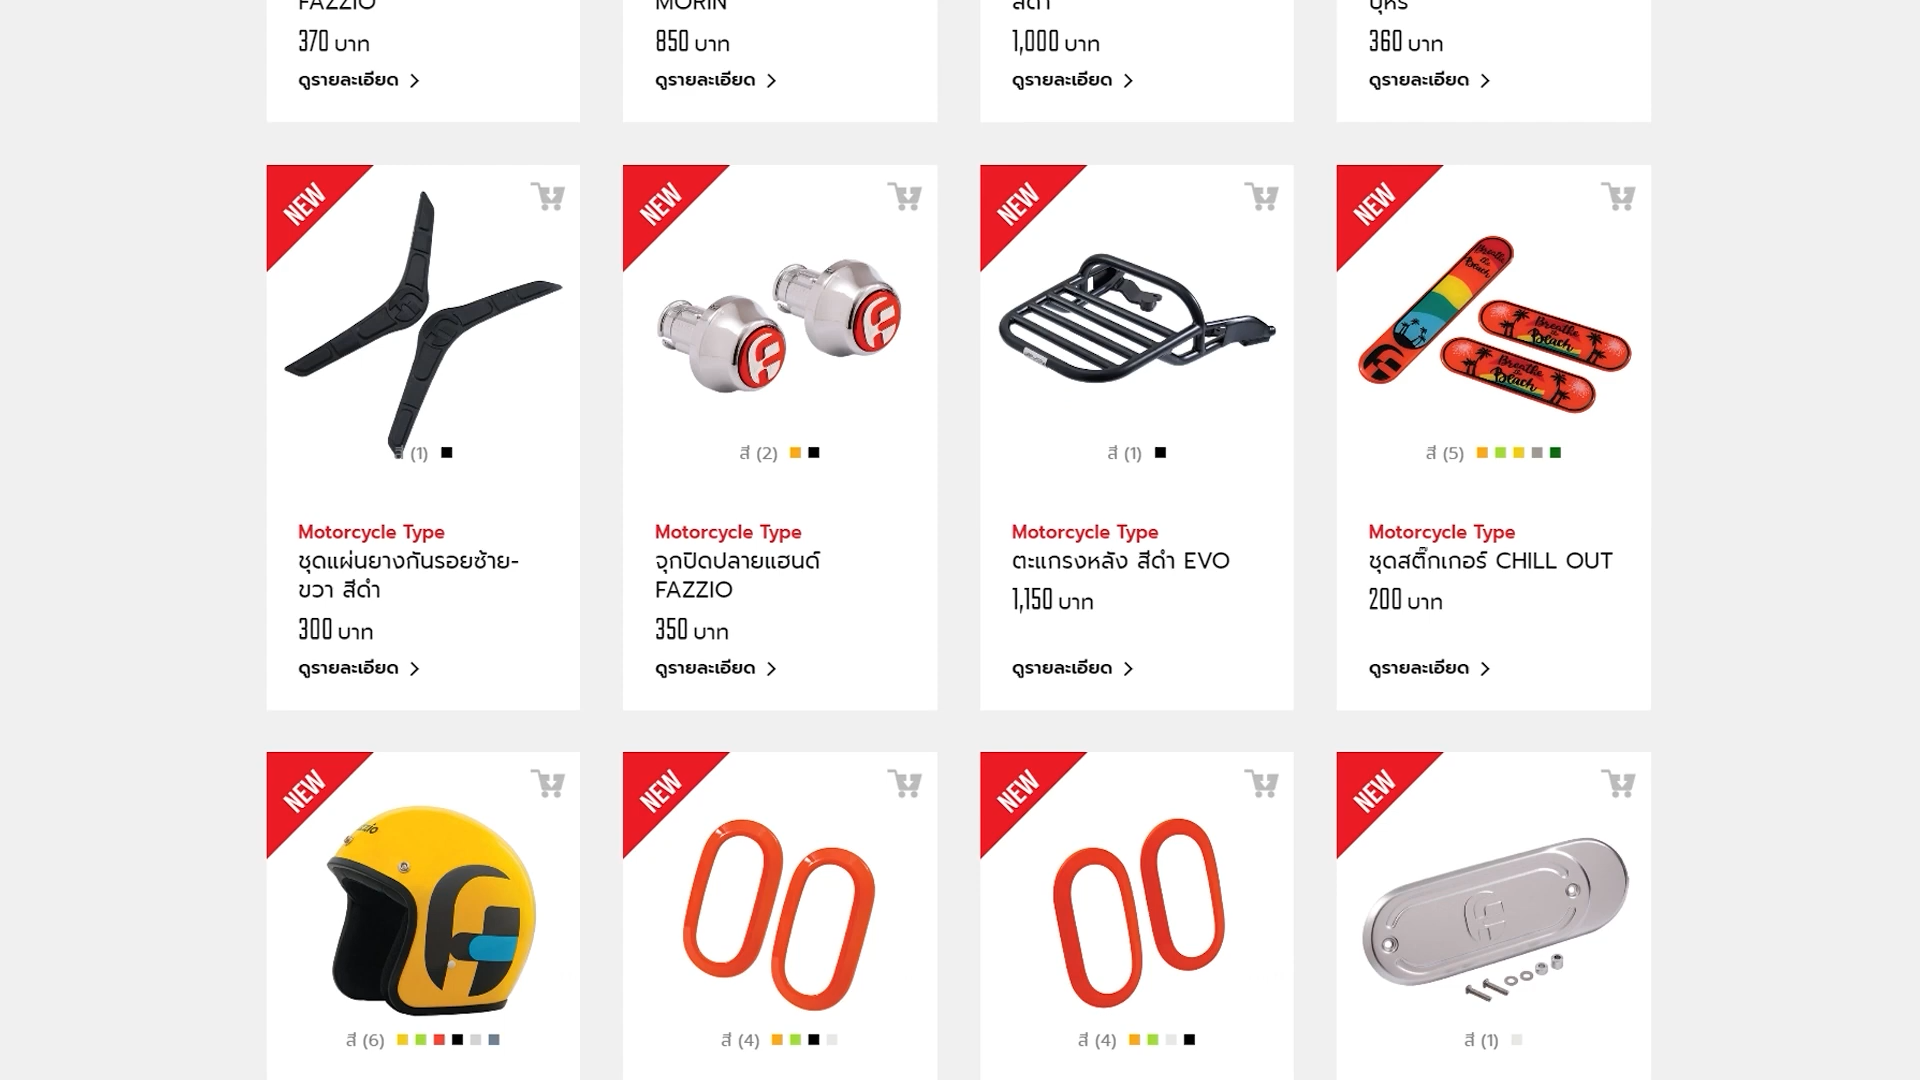 FAZZIO
MORIN
สีดำ
บุหรี่
370 บาท
850 บาท
1,000 บาท
360 บาท
ดูรายละเอียด
ดูรายละเอียด
ดูรายละเอียด
ดูรายละเอียด
NEW
NEW
NEW
NEW
Breathe
the
Beach
Breathe
the
Beach
Breathe
the
Beach
(1)
สี (2)
สี (1)
สี (5)
Motorcycle Type
ชุดแผ่นยางกันรอยซ้าย-
ขวา สีดำ
300 บาท
ดูรายละเอียด
Motorcycle Type
จุกปิดปลายแฮนด์
FAZZIO
350 บาท
ดูรายละเอียด
Motorcycle Type
ตะแกรงหลัง สีดำ EVO
1,150 บาท
ดูรายละเอียด
Motorcycle Type
ชุดสติ๊กเกอร์ CHILL OUT
200 บาท
ดูรายละเอียด
NEW
NEW
NEW
NEW
สี (6)
สี (4)
สี (4)
สี (1)